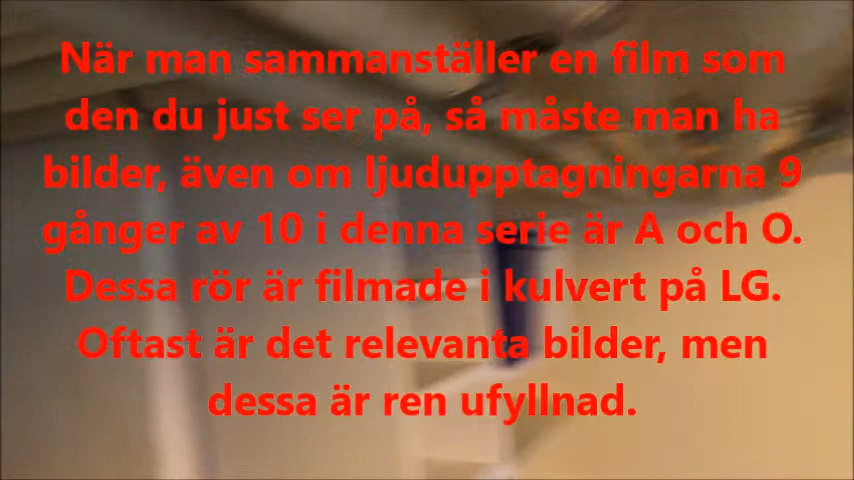 När man sammanställer en film som
den du just ser på, så måste man ha
bilder, även om ljudupptagningarna 9
gånger av 10 i denna serie är A och O.
Dessa rör är filmade i kulvert på LG.
Oftast är det relevanta bilder, men
dessa är ren ufyllnad.